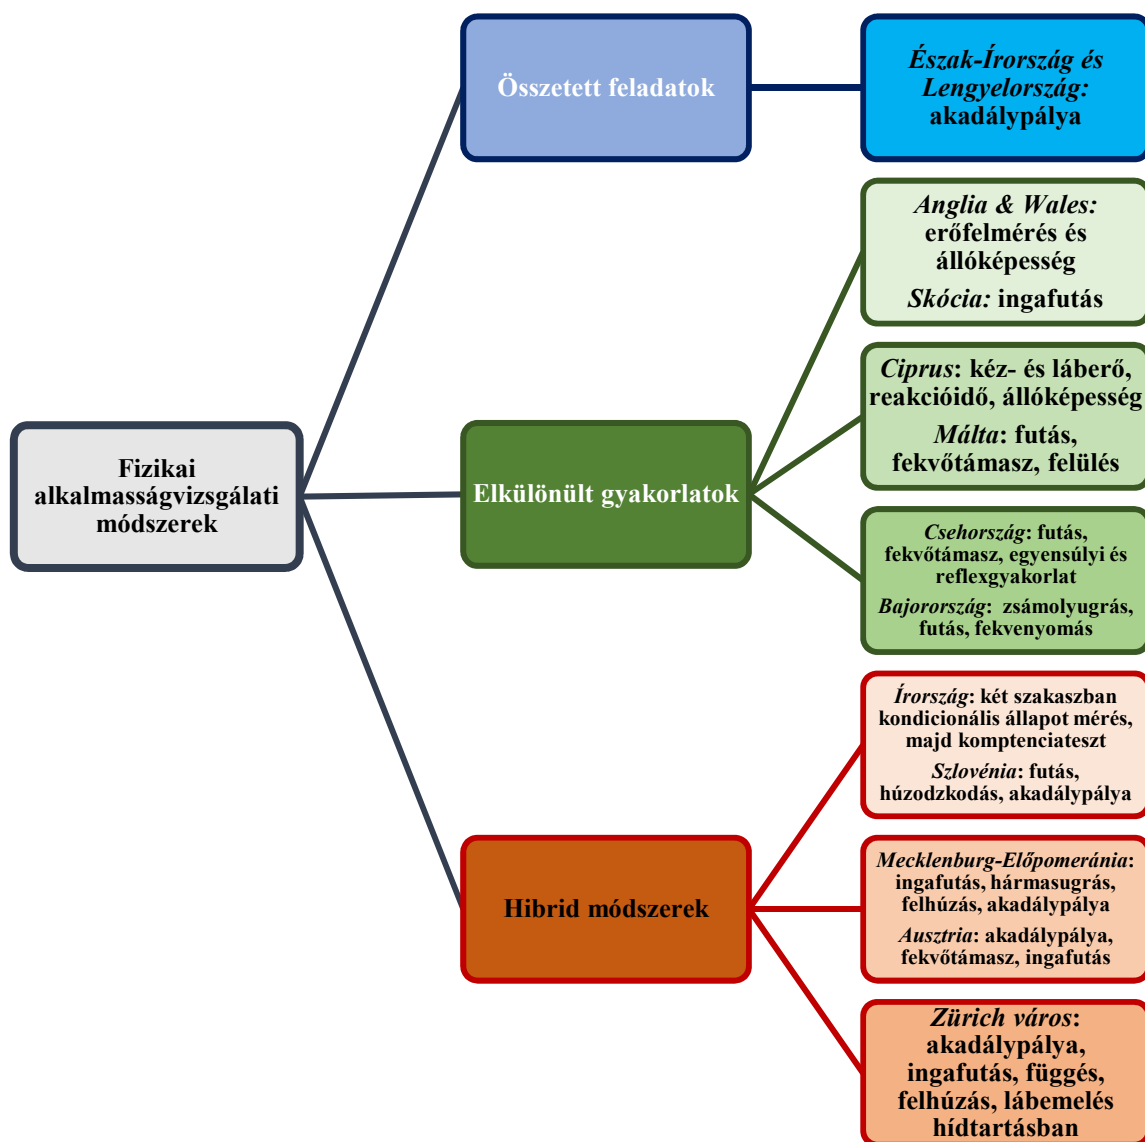 Fizikai
alkalmasságvizsgálati
módszerek
Összetett feladatok
Észak-Írország és
Lengyelország:
akadálypálya
Elkülönült gyakorlatok
Anglia & Wales:
erőfelmérés és
állóképesség
Skócia: ingafutás
Ciprus: kéz- és láberő,
reakcióidő, állóképesség
Málta: futás,
fekvőtámasz, felülés
Csehország: futás,
fekvőtámasz, egyensúlyi és
reflexgyakorlat
Bajorország: zsámolyugrás,
futás, fekvenyomás
Hibrid módszerek
Írország: két szakaszban
kondicionális állapot mérés,
majd komptenciateszt
Szlovénia: futás,
húzodzkodás, akadálypálya
Mecklenburg-Előpomeránia:
ingafutás, hármasugrás,
felhúzás, akadálypálya
Ausztria: akadálypálya,
fekvőtámasz, ingafutás
Zürich város:
akadálypálya,
ingafutás, függés,
felhúzás, lábemelés
hídtartásban